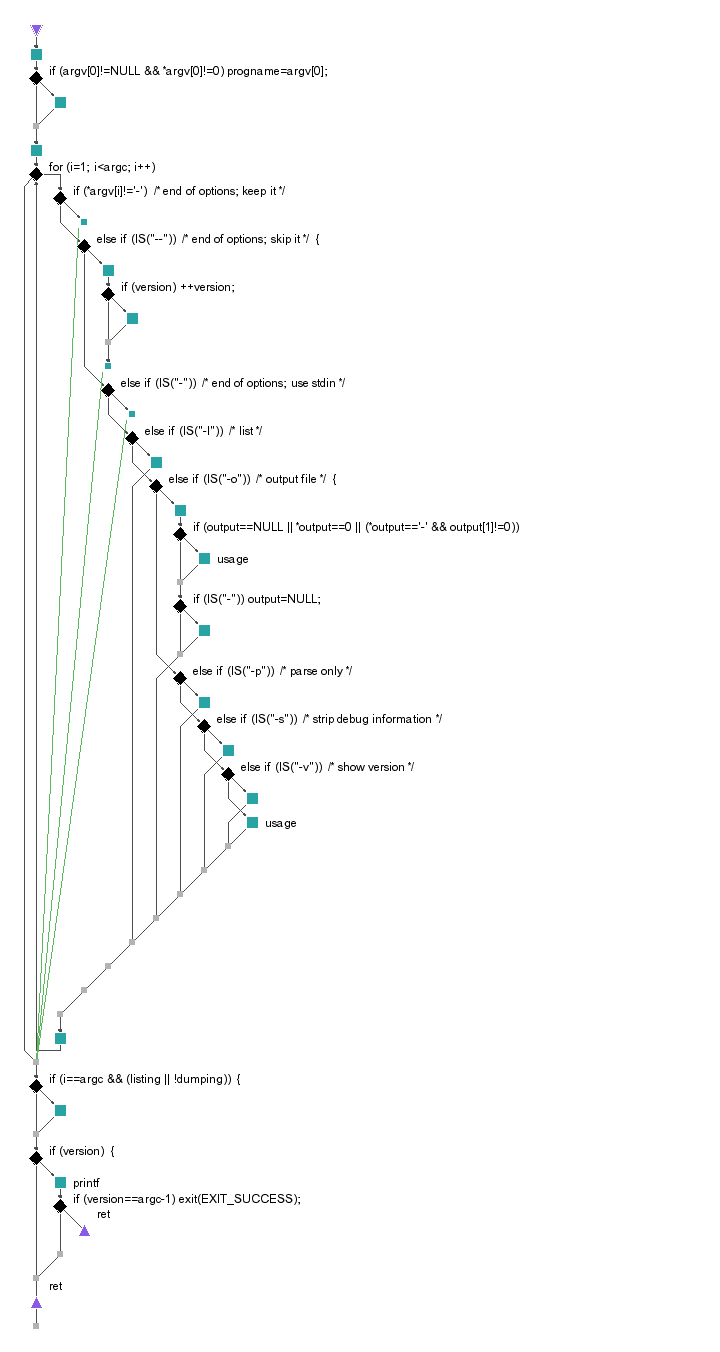 if (argv[0]!=NULL && *argv[0]!=0) progname=argv[0];
for (i=1; i<argc; i++)
if (*argv[i]!='-') /* end of options; keep it */
else if (IS("--")) /* end of options; skip it */ {
if (version) ++version;
else if (IS("-")) /* end of options; use stdin */
else if (IS("-l")) /* list */
else if (IS("-o")) /* output file */ {
if (output==NULL || *output==0 || (*output=='-' && output[1]!=0))
usage
if (IS("-")) output=NULL;
else if (IS("-p")) /* parse only */
else if (IS("-s")) /* strip debug information */
else if (IS("-v")) /* show version */
usage
if (i==argc && (listing || !dumping)) {
if (version) {
printf
if (version==argc-1) exit(EXIT_SUCCESS);
ret
ret